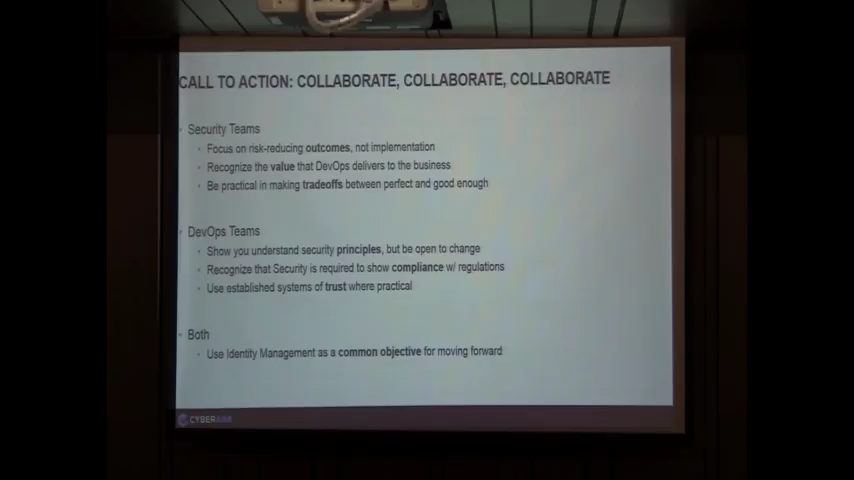 CALL TO ACTION: COLLABORATE, COLLABORATE, COLLABORATE
Security Teams
Focus on risk-reducing outcomes, not implementation
Recognize the value that DevOps delivers to the business
Be practical in making tradeoffs between perfect and good enough
DevOps Teams
Show you understand security principles, but be open to change
Recognize that Security is required to show compliance w/ regulations
Use established systems of trust where practical
Both
Use Identity Management as a common objective for moving forward
CYBERARK